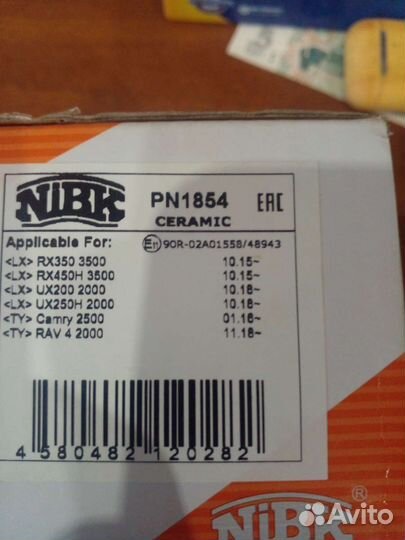 NiBK PN1854 EAC
CERAMIC
Applicable For: E11 90R-02A01558/48943
<LX> RX350 3500 10.15~
<LX> RX450H 3500 10.15~
<LX> UX200 2000 10.18~
<LX> UX250H 2000 10.18~
<TY> Camry 2500 01.18~
<TY> RAV 4 2000 11.18~
4 580482 120282
NiBK ®
Avito